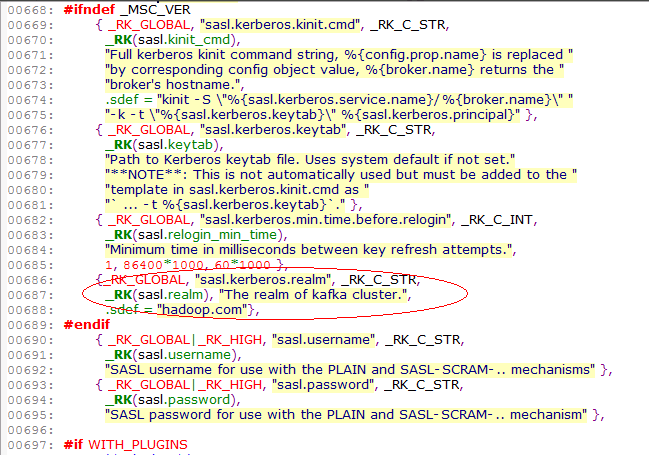 00668: #ifndef _MSC_VER
00669: { _RK_GLOBAL, "sasl.kerberos.kinit.cmd", _RK_C_STR,
00670: _RK(sasl.kinit_cmd),
00671: "Full kerberos kinit command string, %{config.prop.name} is replaced "
00672: "by corresponding config object value, %{broker.name} returns the "
00673: "broker's hostname.",
00674: .sdef = "kinit -S \"%{sasl.kerberos.service.name}/%{broker.name}\" "
00675: "-k -t \"%{sasl.kerberos.keytab}\" %{sasl.kerberos.principal}" },
00676: { _RK_GLOBAL, "sasl.kerberos.keytab", _RK_C_STR,
00677: _RK(sasl.keytab),
00678: "Path to Kerberos keytab file. Uses system default if not set."
00679: "**NOTE**: This is not automatically used but must be added to the "
00680: "template in sasl.kerberos.kinit.cmd as "
00681: "` ... -t %{sasl.kerberos.keytab}`." },
00682: { _RK_GLOBAL, "sasl.kerberos.min.time.before.relogin", _RK_C_INT,
00683: _RK(sasl.relogin_min_time),
00684: "Minimum time in milliseconds between key refresh attempts.",
00685: 1, 86400*1000, 60*1000 },
00686: {_RK_GLOBAL, "sasl.kerberos.realm", _RK_C_STR,
00687: _RK(sasl.realm), "The realm of kafka cluster.",
00688: .sdef = "hadoop.com"},
00689: #endif
00690: { _RK_GLOBAL|_RK_HIGH, "sasl.username", _RK_C_STR,
00691: _RK(sasl.username),
00692: "SASL username for use with the PLAIN and SASL-SCRAM-.. mechanisms" },
00693: { _RK_GLOBAL|_RK_HIGH, "sasl.password", _RK_C_STR,
00694: _RK(sasl.password),
00695: "SASL password for use with the PLAIN and SASL-SCRAM-.. mechanism" },
00696:
00697: #if WITH_PLUGINS